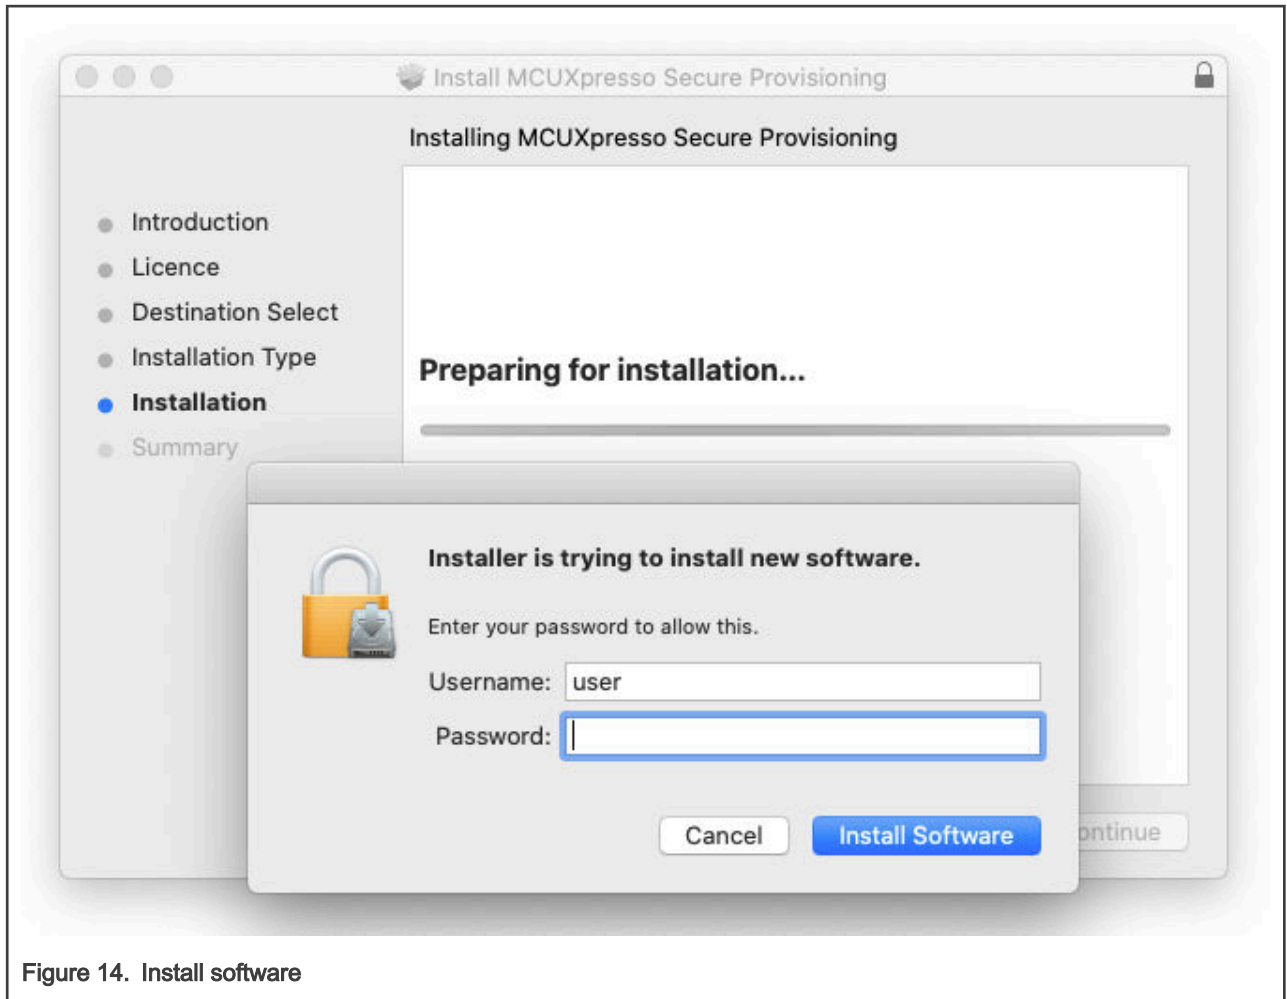 Install MCUXpresso Secure Provisioning
Installing MCUXpresso Secure Provisioning
Introduction
Licence
Destination Select
Installation Type
Installation
Summary
Preparing for installation...
Installer is trying to install new software.
Enter your password to allow this.
Username: user
Password:
Cancel
Install Software
ontinue
Figure 14. Install software